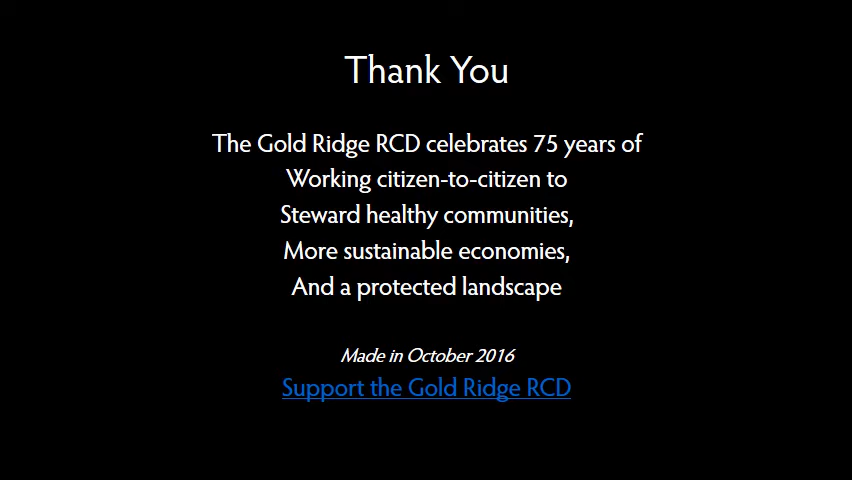 Thank You
The Gold Ridge RCD celebrates 75 years of
Working citizen-to-citizen to
Steward healthy communities,
More sustainable economies,
And a protected landscape
Made in October 2016
Support the Gold Ridge RCD